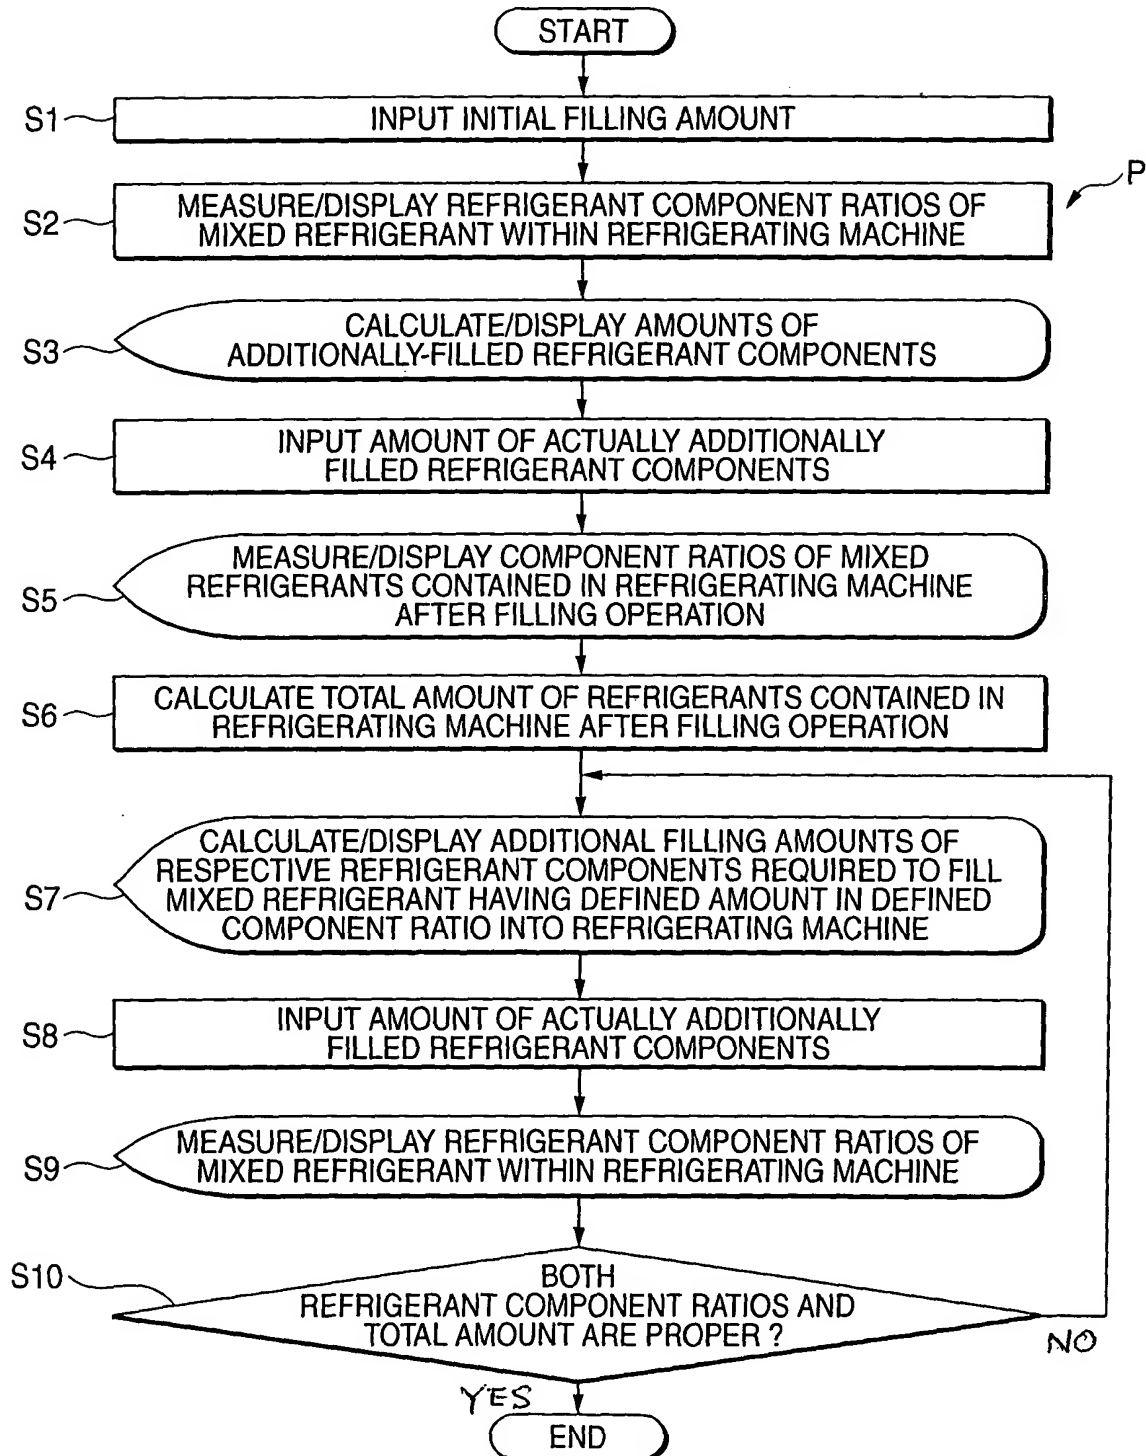 START
S1
INPUT INITIAL FILLING AMOUNT
P
S2
MEASURE/DISPLAY REFRIGERANT COMPONENT RATIOS OF
MIXED REFRIGERANT WITHIN REFRIGERATING MACHINE
S3
CALCULATE/DISPLAY AMOUNTS OF
ADDITIONALLY-FILLED REFRIGERANT COMPONENTS
S4
INPUT AMOUNT OF ACTUALLY ADDITIONALLY
FILLED REFRIGERANT COMPONENTS
S5
MEASURE/DISPLAY COMPONENT RATIOS OF MIXED
REFRIGERANTS CONTAINED IN REFRIGERATING MACHINE
AFTER FILLING OPERATION
S6
CALCULATE TOTAL AMOUNT OF REFRIGERANTS CONTAINED IN
REFRIGERATING MACHINE AFTER FILLING OPERATION
S7
CALCULATE/DISPLAY ADDITIONAL FILLING AMOUNTS OF
RESPECTIVE REFRIGERANT COMPONENTS REQUIRED TO FILL
MIXED REFRIGERANT HAVING DEFINED AMOUNT IN DEFINED
COMPONENT RATIO INTO REFRIGERATING MACHINE
S8
INPUT AMOUNT OF ACTUALLY ADDITIONALLY
FILLED REFRIGERANT COMPONENTS
S9
MEASURE/DISPLAY REFRIGERANT COMPONENT RATIOS OF
MIXED REFRIGERANT WITHIN REFRIGERATING MACHINE
S10
BOTH
REFRIGERANT COMPONENT RATIOS AND
TOTAL AMOUNT ARE PROPER ?
NO
YES
END